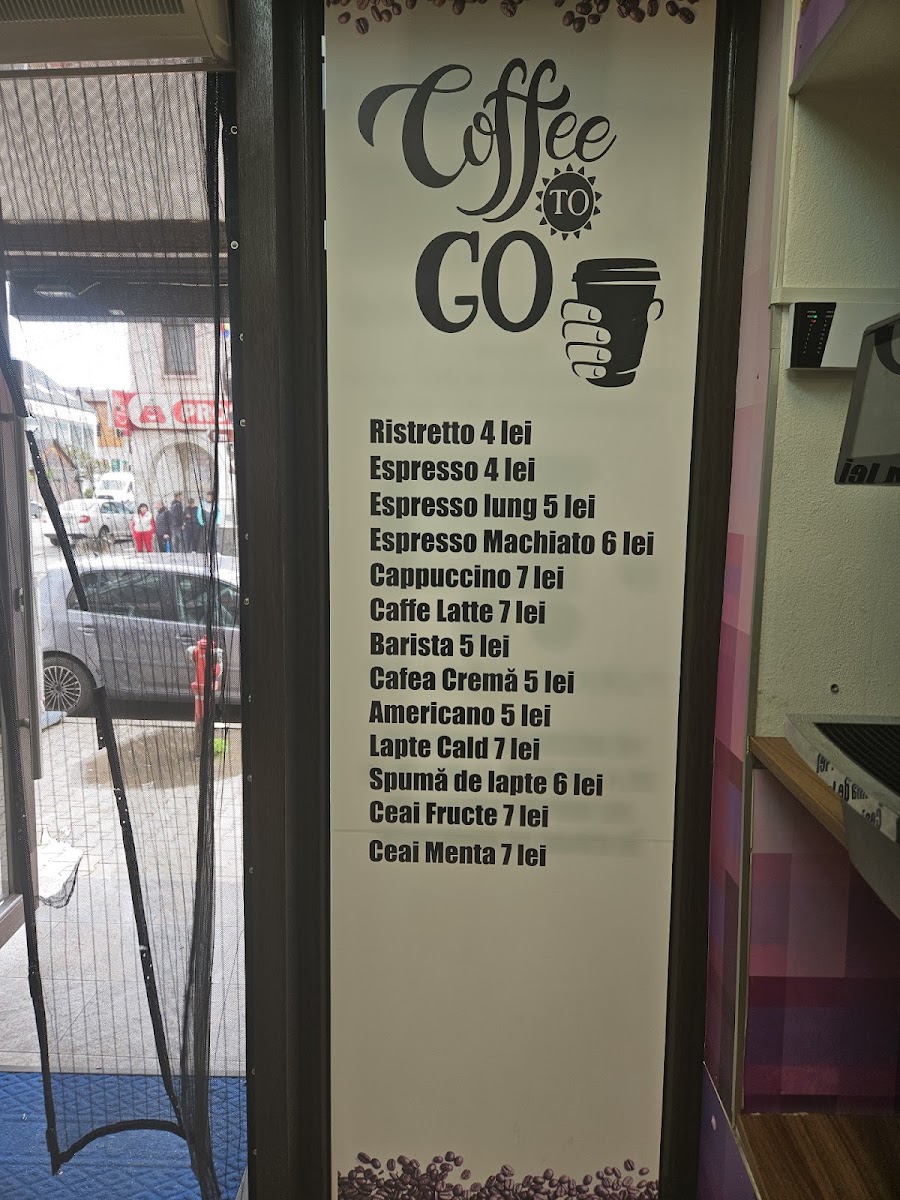 Coffee
TO
GO
Ristretto 4 lei
Espresso 4 lei
Espresso lung 5 lei
Espresso Machiato 6 lei
Cappuccino 7 lei
Caffe Latte 7 lei
Barista 5 lei
Cafea Cremă 5 lei
Americano 5 lei
Lapte Cald 7 lei
Spumă de lapte 6 lei
Ceai Fructe 7 lei
Ceai Menta 7 lei